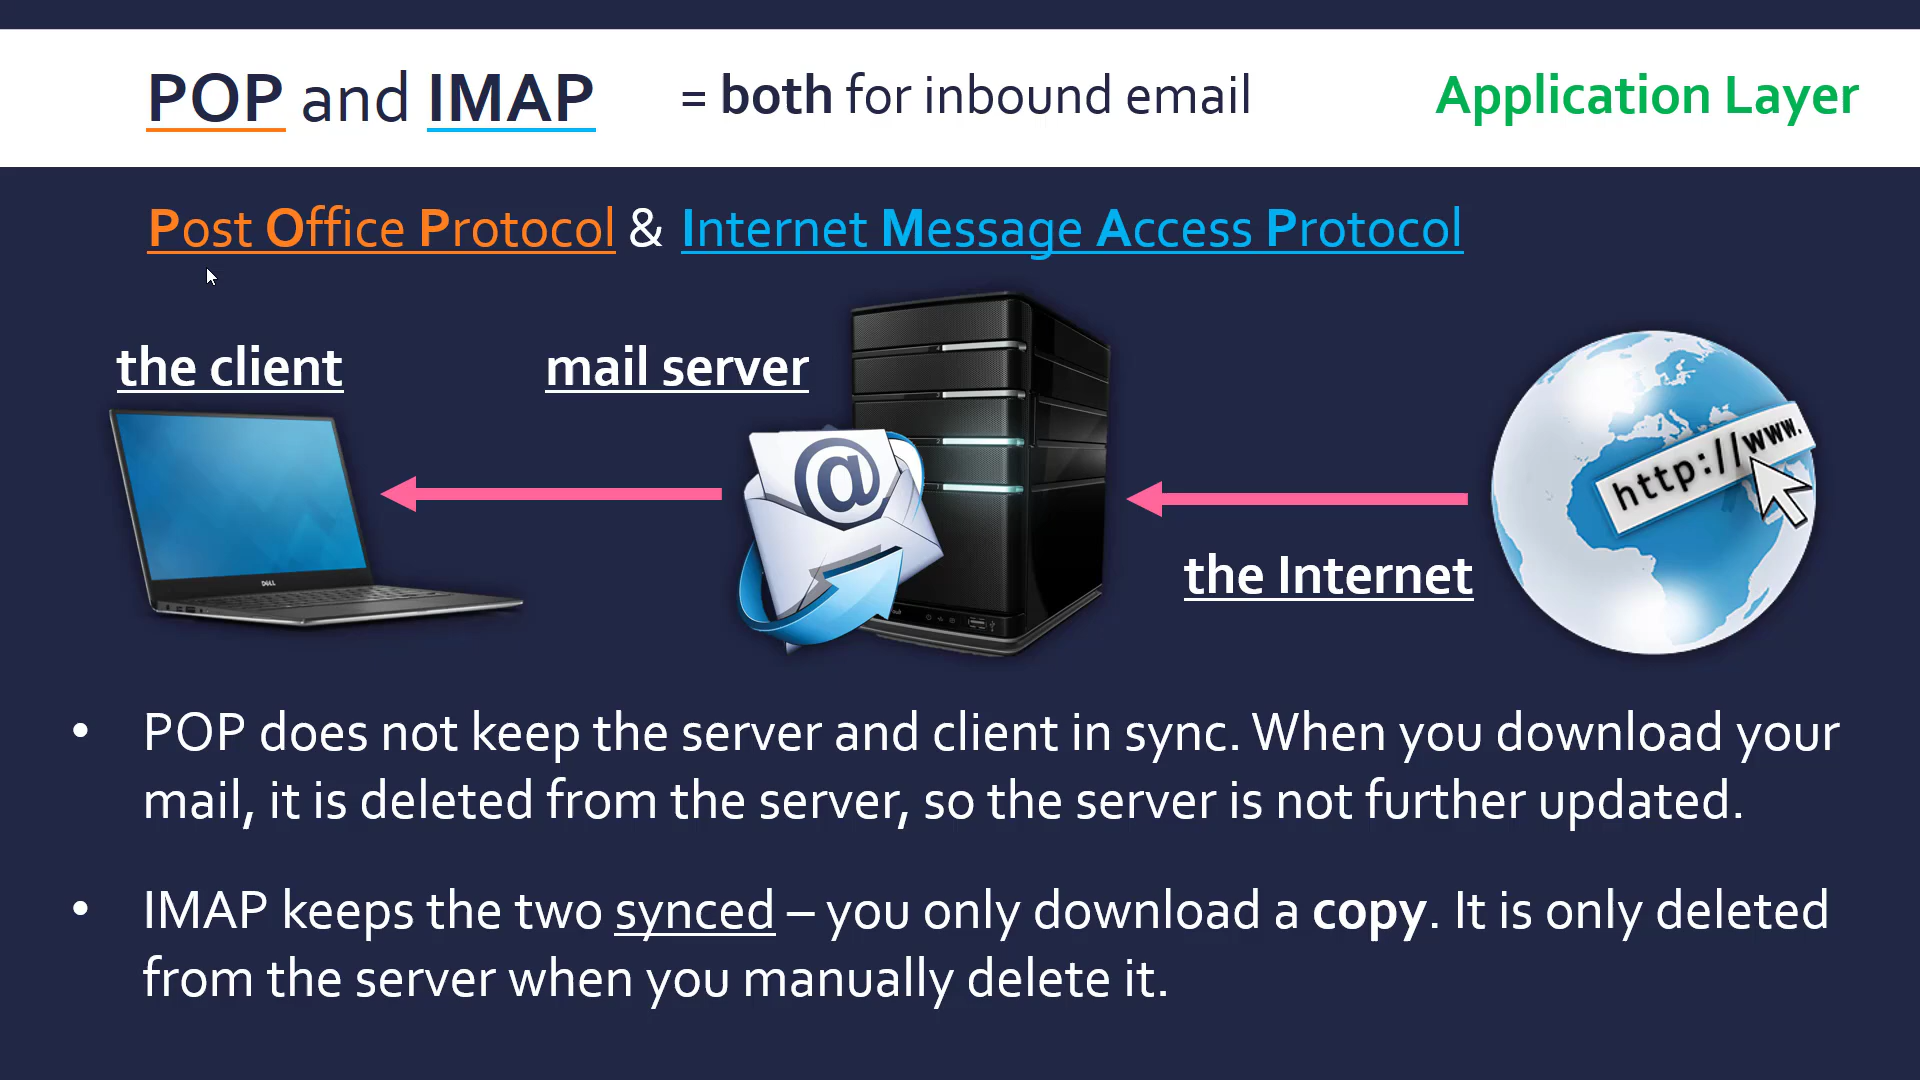 POP and IMAP = both for inbound email Application Layer
Post Office Protocol & Internet Message Access Protocol
the client
mail server
@
http://www.
DELL
the Internet
• POP does not keep the server and client in sync. When you download your
mail, it is deleted from the server, so the server is not further updated.
• IMAP keeps the two synced – you only download a copy. It is only deleted
from the server when you manually delete it.